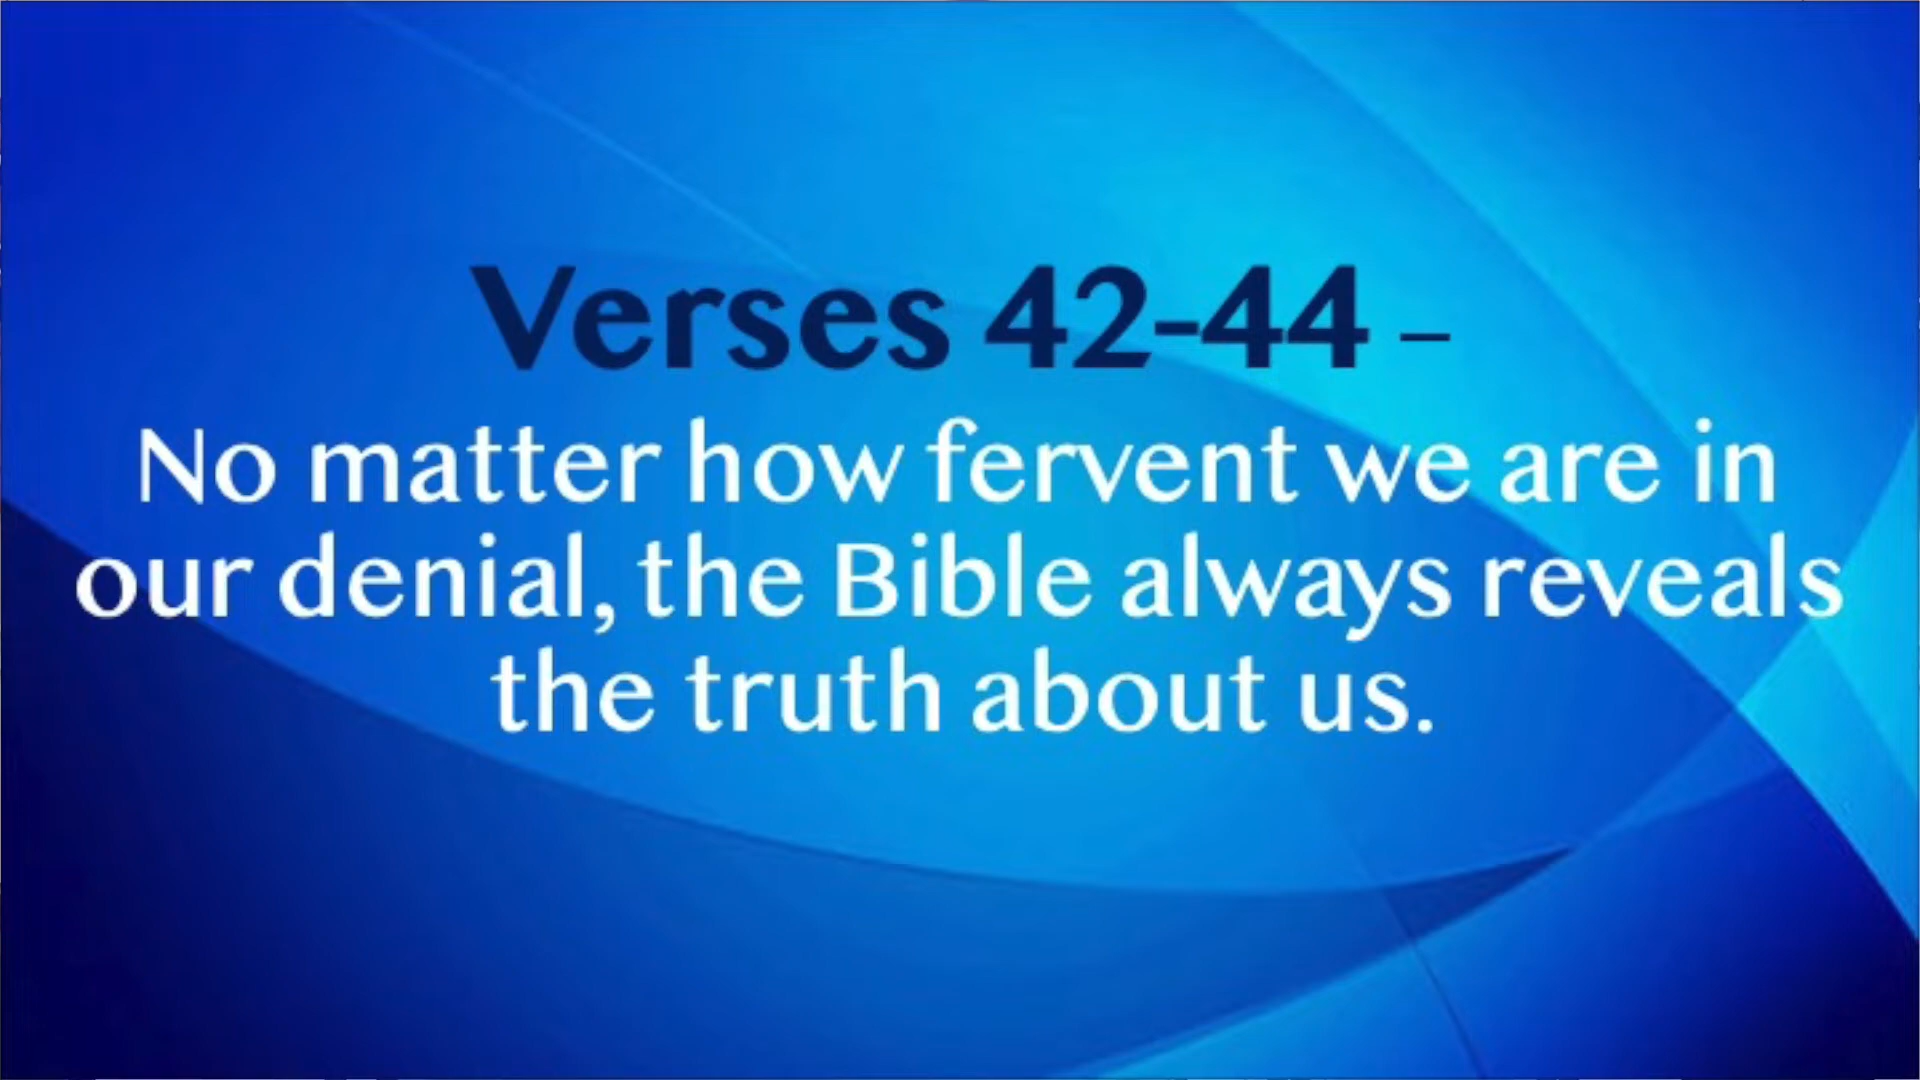 Verses 42-44 –
No matter how fervent we are in
our denial, the Bible always reveals
the truth about us.